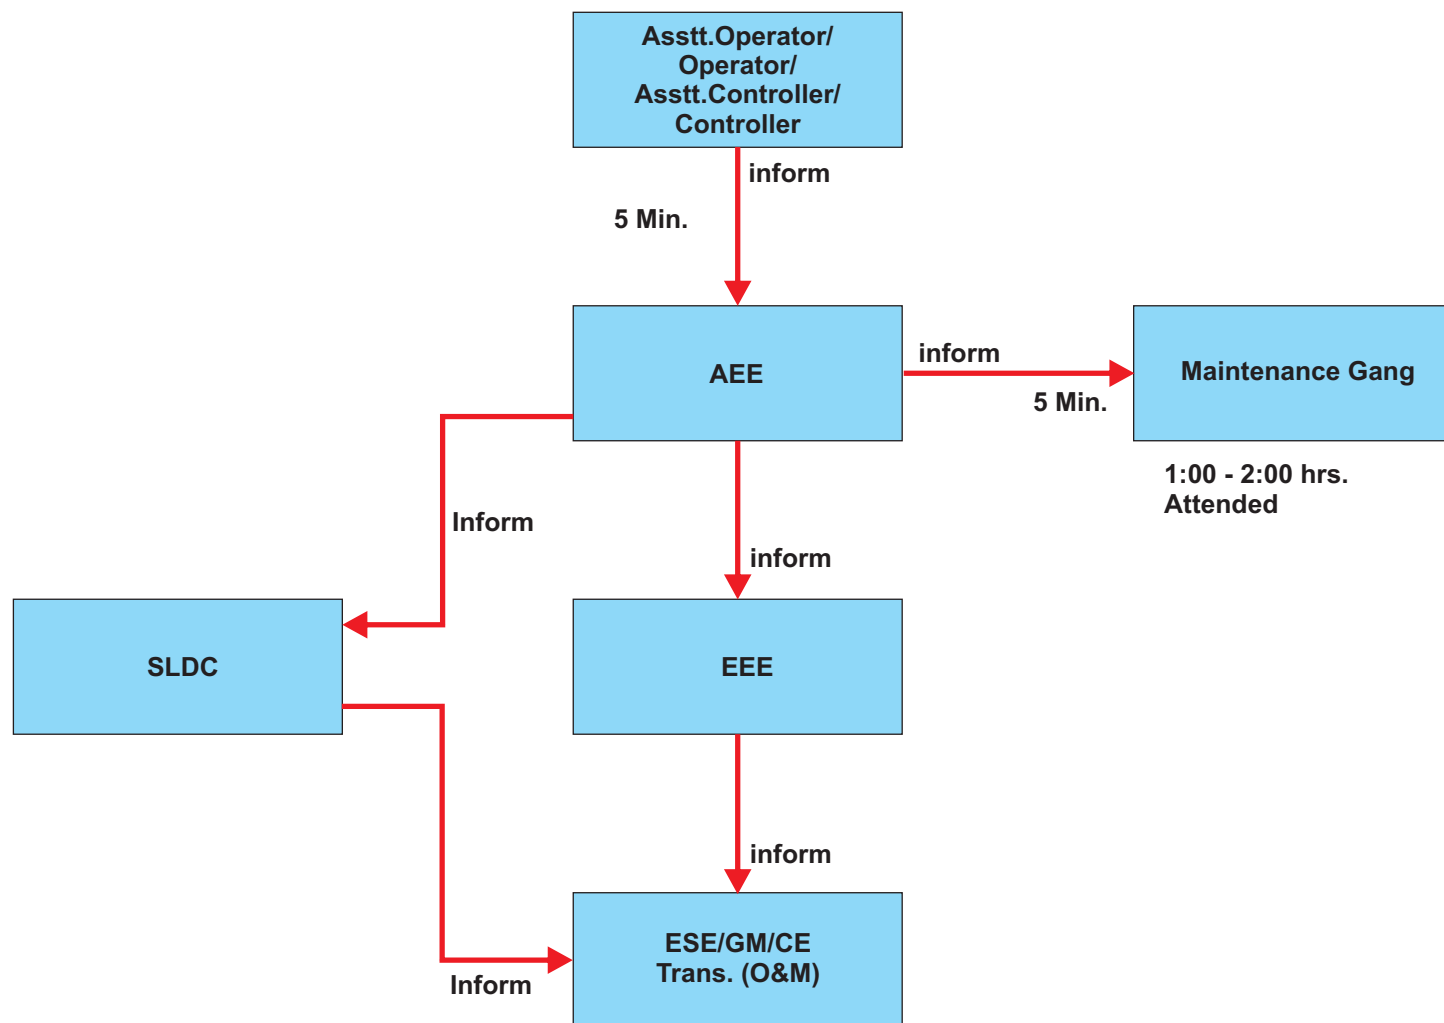 Asstt.Operator/
Operator/
Asstt.Controller/
Controller
inform
5 Min.
AEE
inform
5 Min.
Maintenance Gang
1:00 - 2:00 hrs.
Attended
Inform
inform
SLDC
EEE
inform
ESE/GM/CE
Trans. (O&M)
Inform